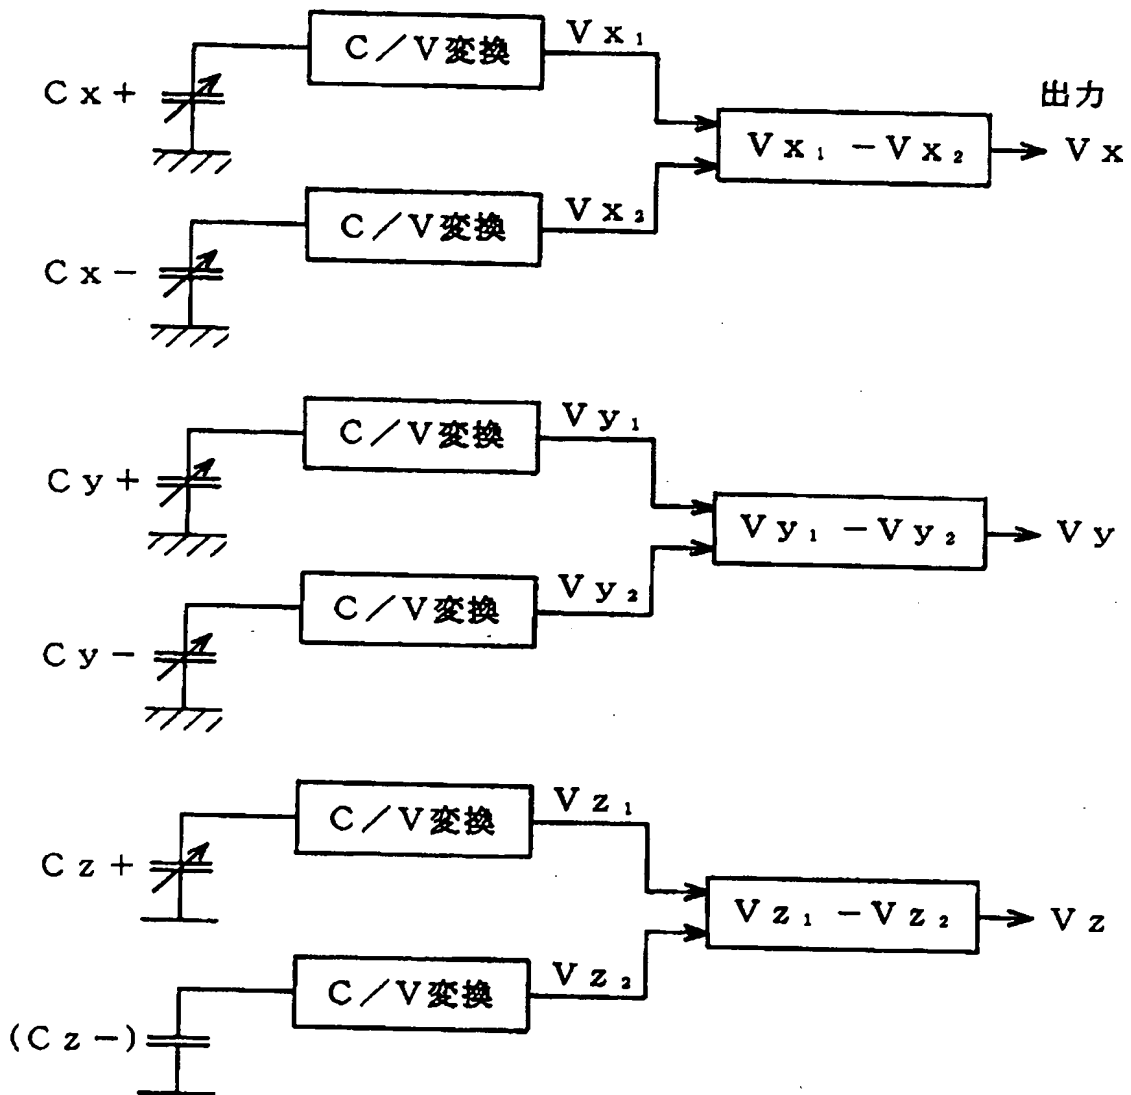 C/V変換
Vx₁
Cx+
出力
Vx₁-Vx₂
Vx
C/V変換
Vx₂
Cx-
C/V変換
Vy₁
Cy+
Vy₁-Vy₂
Vy
C/V変換
Vy₂
Cy-
C/V変換
Vz₁
Cz+
Vz₁-Vz₂
Vz
C/V変換
Vz₂
(Cz-)